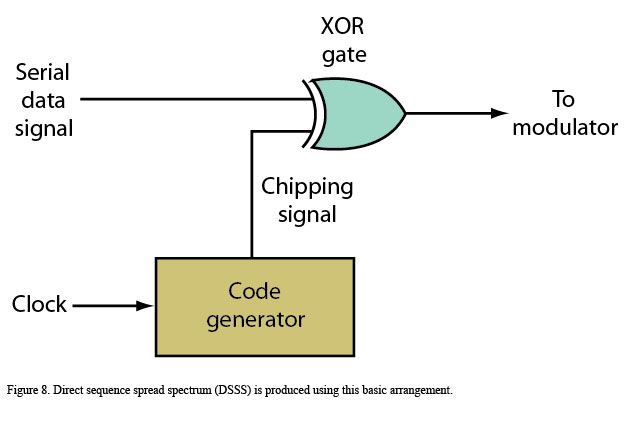 XOR
gate
Serial
data
signal
To
modulator
Chipping
signal
Clock
Code
generator
Figure 8. Direct sequence spread spectrum (DSSS) is produced using this basic arrangement.